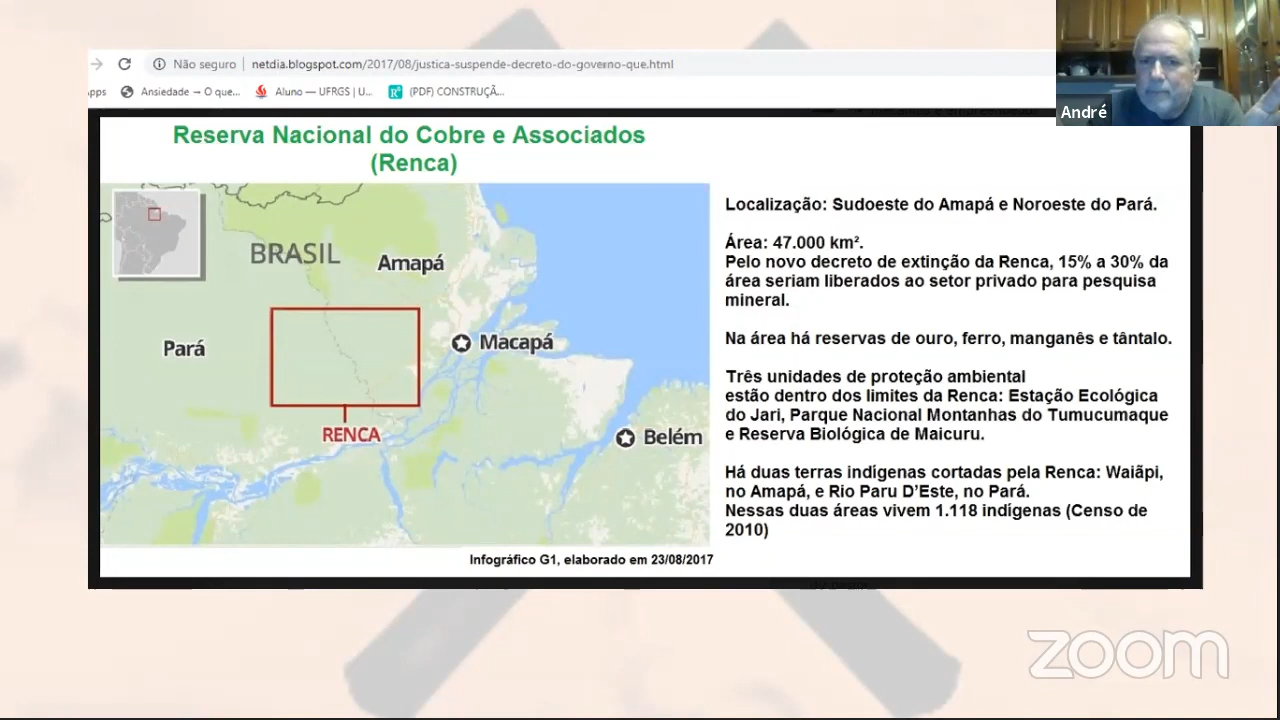 Não seguro | netdia.blogspot.com/2017/08/justica-suspende-decreto-do-governo-que.html
Apps Ansiedade → O que... Aluno — UFRGS | U... (PDF) CONSTRUÇÃ...
André
Reserva Nacional do Cobre e Associados
(Renca)
BRASIL
Amapá
Pará
Macapá
RENCA
Belém
Infográfico G1, elaborado em 23/08/2017
Localização: Sudoeste do Amapá e Noroeste do Pará.
Área: 47.000 km².
Pelo novo decreto de extinção da Renca, 15% a 30% da
área seriam liberados ao setor privado para pesquisa
mineral.
Na área há reservas de ouro, ferro, manganês e tântalo.
Três unidades de proteção ambiental
estão dentro dos limites da Renca: Estação Ecológica
do Jari, Parque Nacional Montanhas do Tumucumaque
e Reserva Biológica de Maicuru.
Há duas terras indígenas cortadas pela Renca: Waiãpi,
no Amapá, e Rio Paru D'Este, no Pará.
Nessas duas áreas vivem 1.118 indígenas (Censo de
2010)
zoom